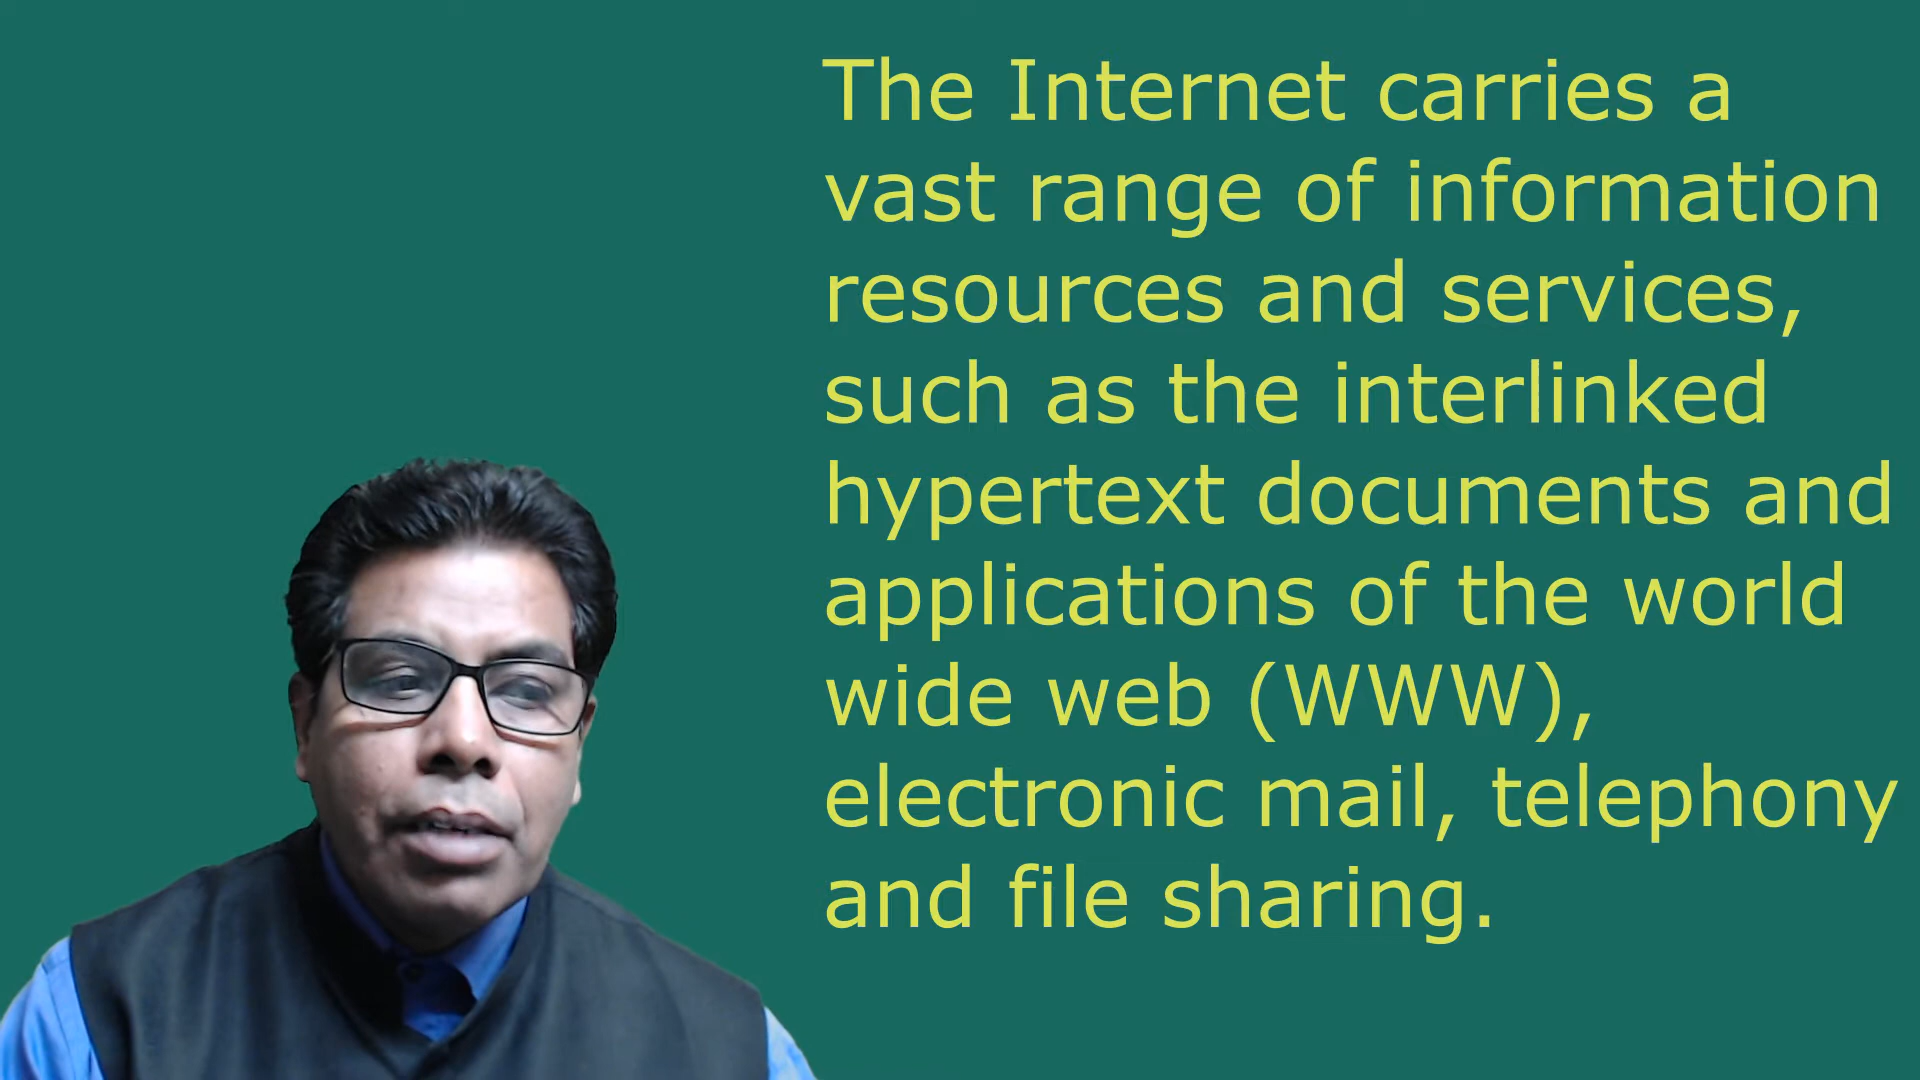 The Internet carries a
vast range of information
resources and services,
such as the interlinked
hypertext documents and
applications of the world
wide web (WWW),
electronic mail, telephony
and file sharing.